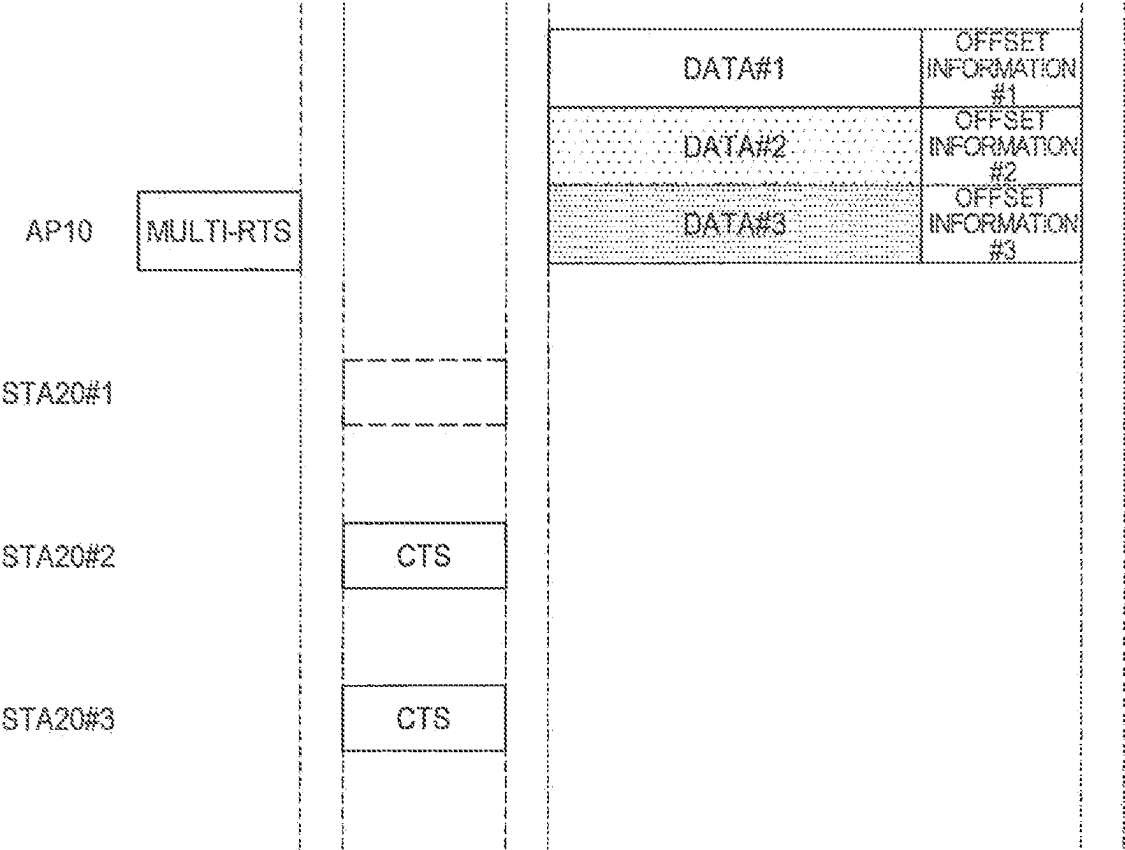 DATA#1
OFFSET
INFORMATION
#1
DATA#2
OFFSET
INFORMATION
#2
AP10
MULTI-RTS
DATA#3
OFFSET
INFORMATION
#3
STA20#1
STA20#2
CTS
STA20#3
CTS